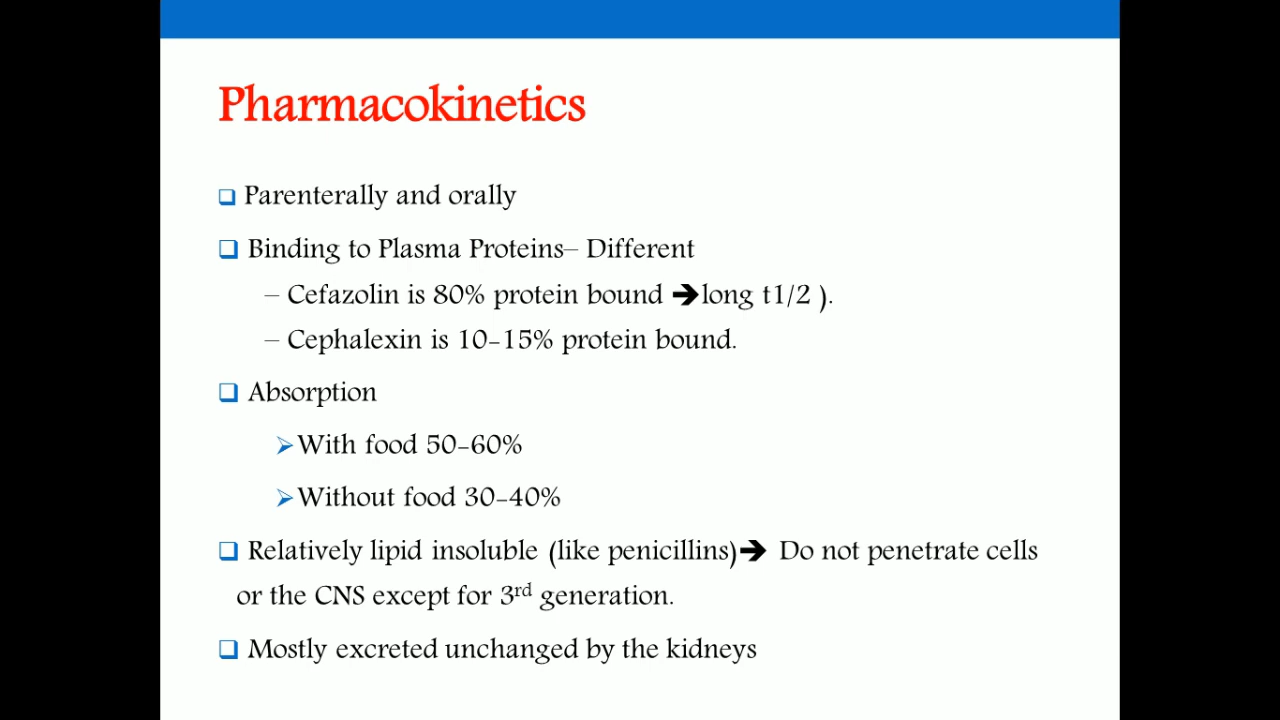 Pharmacokinetics
❑ Parenterally and orally
❑ Binding to Plasma Proteins– Different
– Cefazolin is 80% protein bound ➔long t1/2 ).
– Cephalexin is 10-15% protein bound.
❑ Absorption
➢With food 50-60%
➢Without food 30-40%
❑ Relatively lipid insoluble (like penicillins)➔ Do not penetrate cells
or the CNS except for 3rd generation.
❑ Mostly excreted unchanged by the kidneys